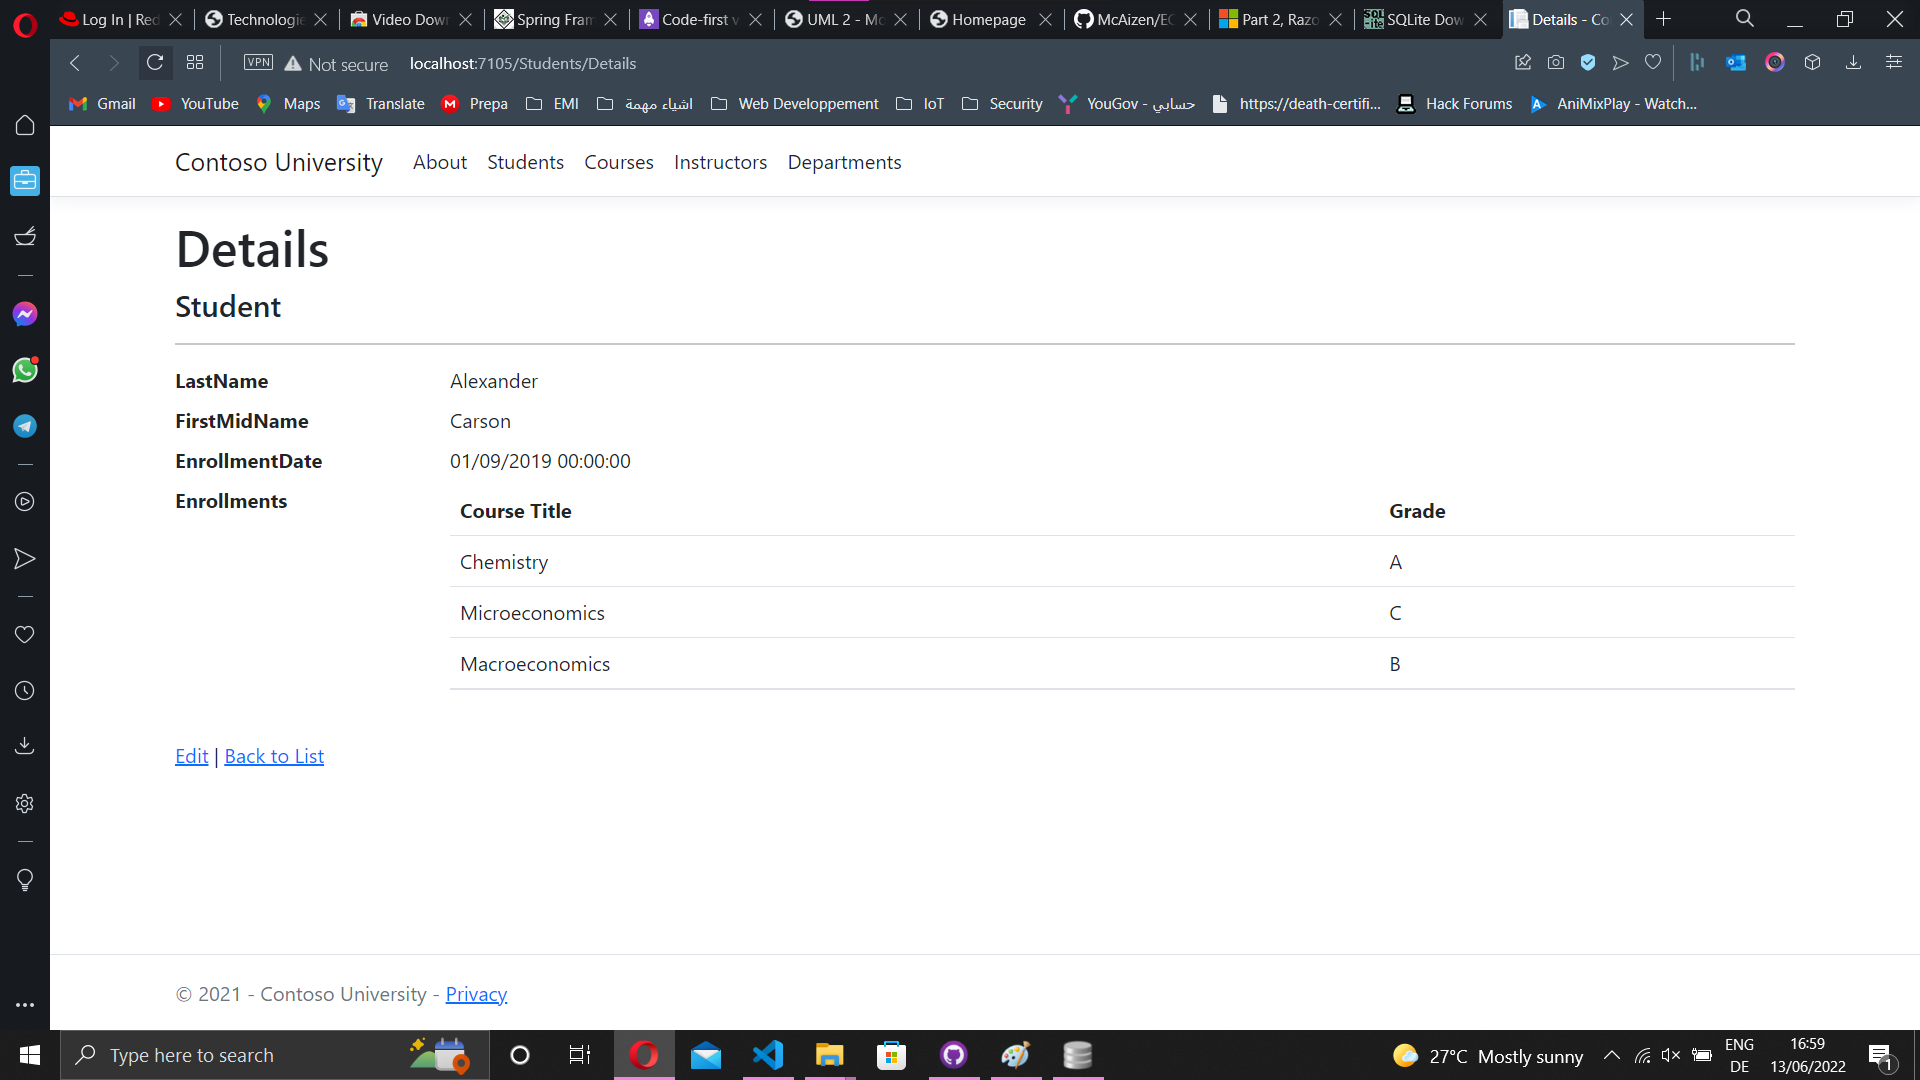 Log In | Red
Technologie
Video Down
Spring Fram
Code-first v
UML 2 - Mo
Homepage
McAizen/EC
Part 2, Razo
SQLite Dow
Details - Co
VPN
Not secure
localhost:7105/Students/Details
Gmail
YouTube
Maps
Translate
Prepa
EMI
اشياء مهمة
Web Developpement
IoT
Security
YouGov - حسابي
https://death-certifi...
Hack Forums
AniMixPlay - Watch...
Contoso University
About
Students
Courses
Instructors
Departments
Details
Student
LastName
Alexander
FirstMidName
Carson
EnrollmentDate
01/09/2019 00:00:00
Enrollments
Course Title
Grade
Chemistry
A
Microeconomics
C
Macroeconomics
B
Edit | Back to List
© 2021 - Contoso University - Privacy
Type here to search
27°C Mostly sunny
ENG
DE
16:59
13/06/2022
1